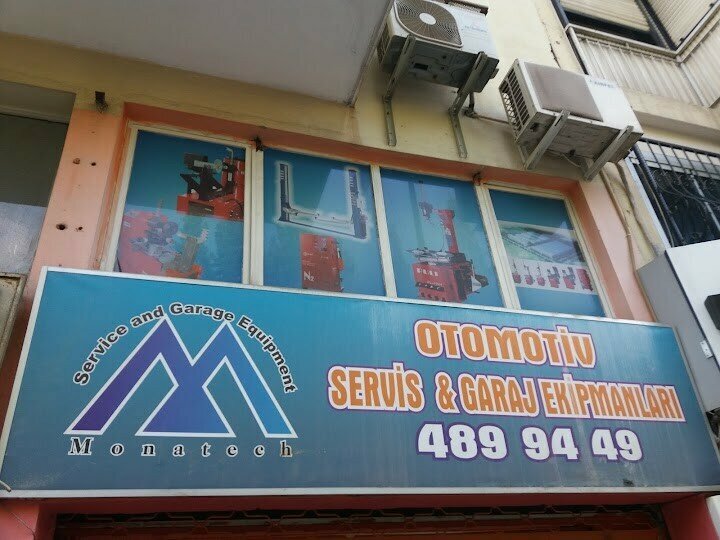 Service and Garage Equipment
Monatech
OTOMOTİV
SERVİS & GARAJ EKİPMANLARI
489 94 49